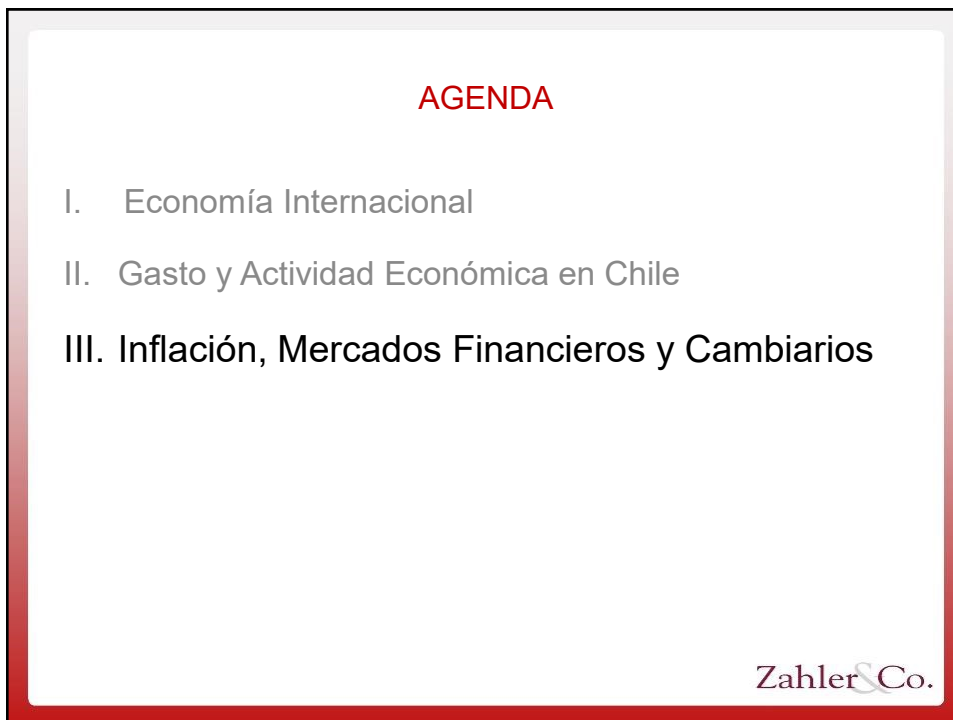 AGENDA
I. Economía Internacional
II. Gasto y Actividad Económica en Chile
III. Inflación, Mercados Financieros y Cambiarios
Zahler&Co.